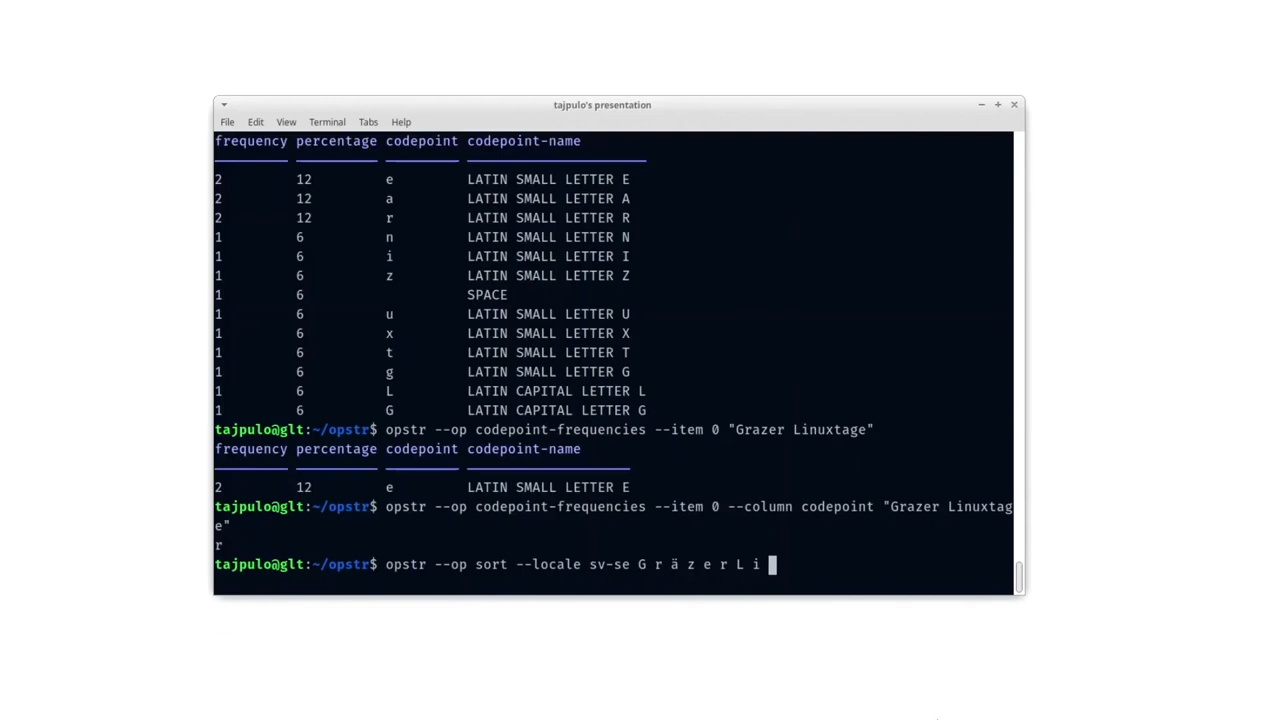 tajpulo's presentation
File Edit View Terminal Tabs Help
frequency percentage codepoint codepoint-name
2 12 e LATIN SMALL LETTER E
2 12 a LATIN SMALL LETTER A
2 12 r LATIN SMALL LETTER R
1 6 n LATIN SMALL LETTER N
1 6 i LATIN SMALL LETTER I
1 6 z LATIN SMALL LETTER Z
1 6 SPACE
1 6 u LATIN SMALL LETTER U
1 6 x LATIN SMALL LETTER X
1 6 t LATIN SMALL LETTER T
1 6 g LATIN SMALL LETTER G
1 6 L LATIN CAPITAL LETTER L
1 6 G LATIN CAPITAL LETTER G
tajpulo@glt:~/opstr$ opstr --op codepoint-frequencies --item 0 "Grazer Linuxtage"
frequency percentage codepoint codepoint-name
2 12 e LATIN SMALL LETTER E
tajpulo@glt:~/opstr$ opstr --op codepoint-frequencies --item 0 --column codepoint "Grazer Linuxtag
e"
r
tajpulo@glt:~/opstr$ opstr --op sort --locale sv-se G r ä z e r L i